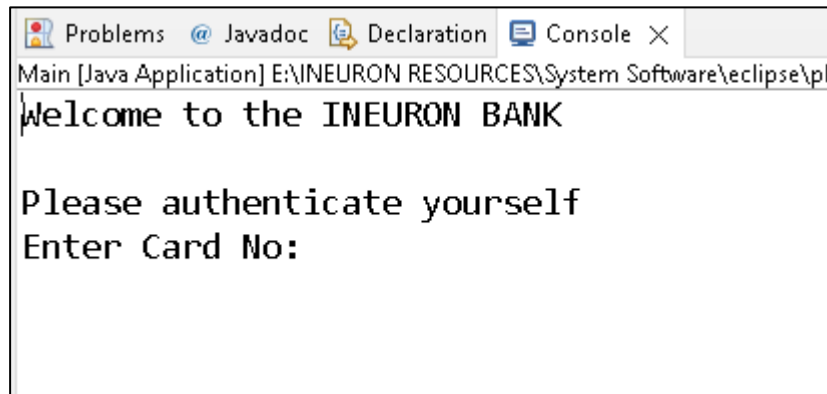 Problems @ Javadoc Declaration Console
Main [Java Application] E:\INEURON RESOURCES\System Software\eclipse\pl
Welcome to the INEURON BANK
Please authenticate yourself
Enter Card No: